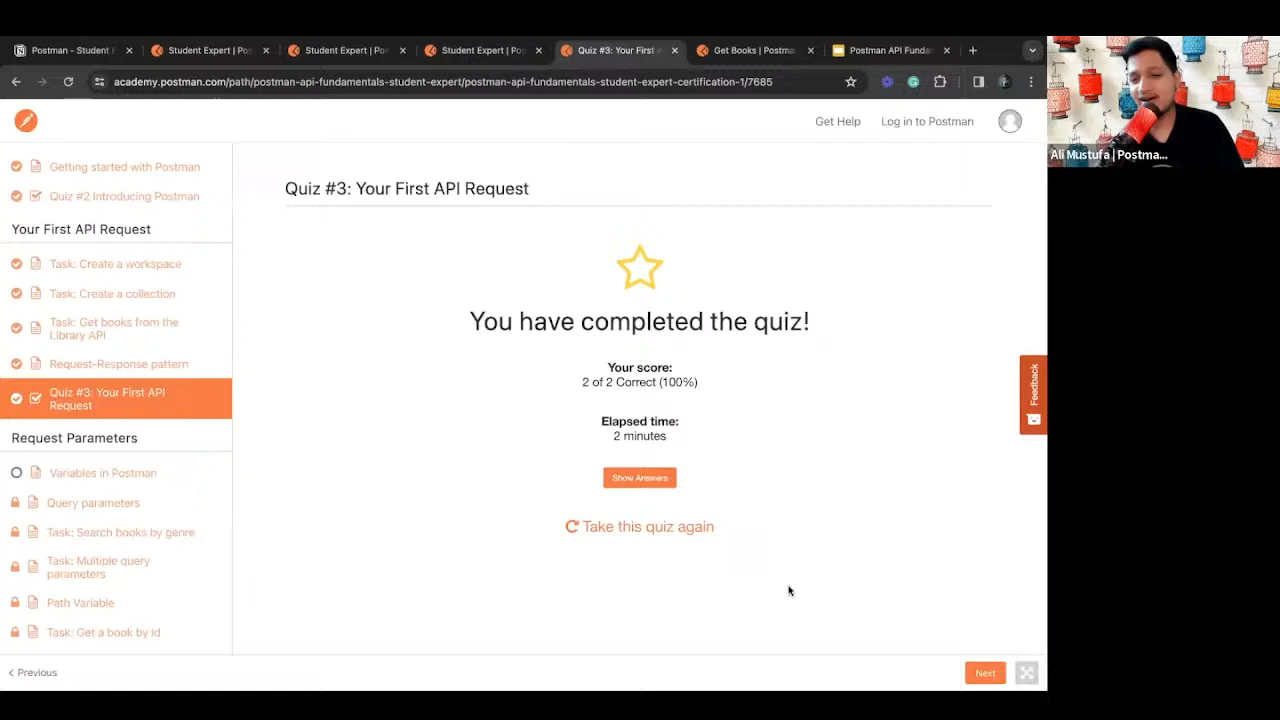 Postman - Student E
Student Expert | Pos
Student Expert | Pos
Student Expert | Pos
Quiz #3: Your First A
Get Books | Postma
Postman API Funda
academy.postman.com/path/postman-api-fundamentals-student-expert/postman-api-fundamentals-student-expert-certification-1/7685
Get Help
Log in to Postman
Getting started with Postman
Quiz #2 Introducing Postman
Your First API Request
Task: Create a workspace
Task: Create a collection
Task: Get books from the
Library API
Request-Response pattern
Quiz #3: Your First API
Request
Request Parameters
Variables in Postman
Query parameters
Task: Search books by genre
Task: Multiple query
parameters
Path Variable
Task: Get a book by id
Quiz #3: Your First API Request
You have completed the quiz!
Your score:
2 of 2 Correct (100%)
Elapsed time:
2 minutes
Show Answers
Take this quiz again
Feedback
Previous
Next
Ali Mustufa | Postma...